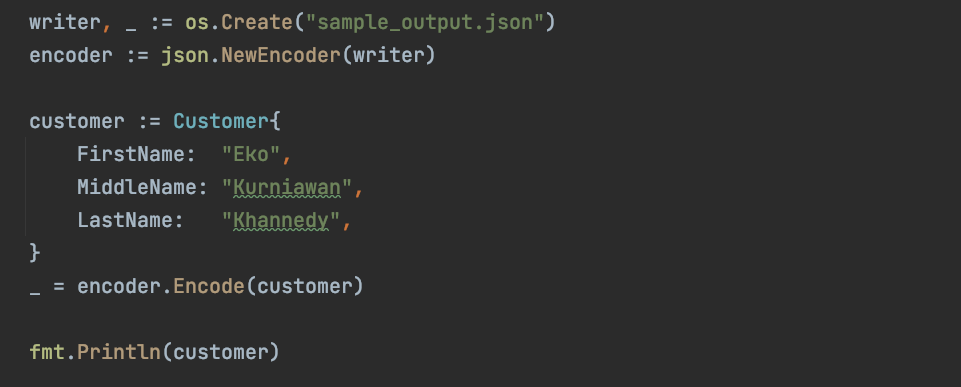 writer, _ := os.Create("sample_output.json")
encoder := json.NewEncoder(writer)
customer := Customer{
    FirstName:  "Eko",
    MiddleName: "Kurniawan",
    LastName:   "Khannedy",
}
_ = encoder.Encode(customer)
fmt.Println(customer)